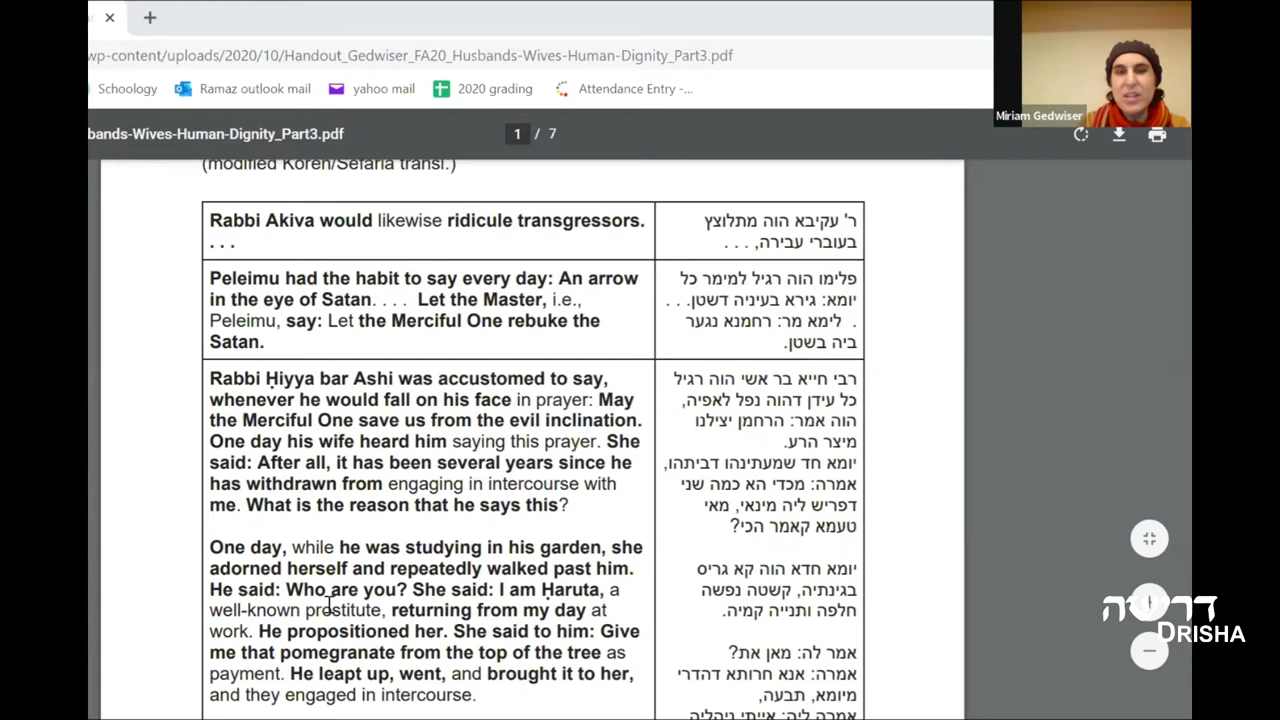 wp-content/uploads/2020/10/Handout_Gedwiser_FA20_Husbands-Wives-Human-Dignity_Part3.pdf
Schoology Ramaz outlook mail yahoo mail 2020 grading Attendance Entry -...
Miriam Gedwiser
bands-Wives-Human-Dignity_Part3.pdf 1 / 7
(modified Koren/Sefaria transl.)
Rabbi Akiva would likewise ridicule transgressors.
. . .
ר' עקיבא הוה מתלוצץ
בעוברי עבירה, . . .
Peleimu had the habit to say every day: An arrow
in the eye of Satan. . . . Let the Master, i.e.,
Peleimu, say: Let the Merciful One rebuke the
Satan.
פלימו הוה רגיל למימר כל
יומא: גירא בעיניה דשטן. . .
. לימא מר: רחמנא נגער
ביה בשטן.
Rabbi Ḥiyya bar Ashi was accustomed to say,
whenever he would fall on his face in prayer: May
the Merciful One save us from the evil inclination.
One day his wife heard him saying this prayer. She
said: After all, it has been several years since he
has withdrawn from engaging in intercourse with
me. What is the reason that he says this?
One day, while he was studying in his garden, she
adorned herself and repeatedly walked past him.
He said: Who are you? She said: I am Ḥaruta, a
well-known prostitute, returning from my day at
work. He propositioned her. She said to him: Give
me that pomegranate from the top of the tree as
payment. He leapt up, went, and brought it to her,
and they engaged in intercourse.
רבי חייא בר אשי הוה רגיל
כל עידן דהוה נפל לאפיה,
הוה אמר: הרחמן יצילנו
מיצר הרע.
יומא חד שמעתינהו דביתהו,
אמרה: מכדי הא כמה שני
דפריש ליה מינאי, מאי
טעמא קאמר הכי?
יומא חדא הוה קא גריס
בגינתיה, קשטה נפשה
חלפה ותנייה קמיה.
אמר לה: מאן את?
אמרה: אנא חרותא דהדרי
מיומא, תבעה,
אמרה ליה: אייתי ניהליה
דרשה
DRISHA